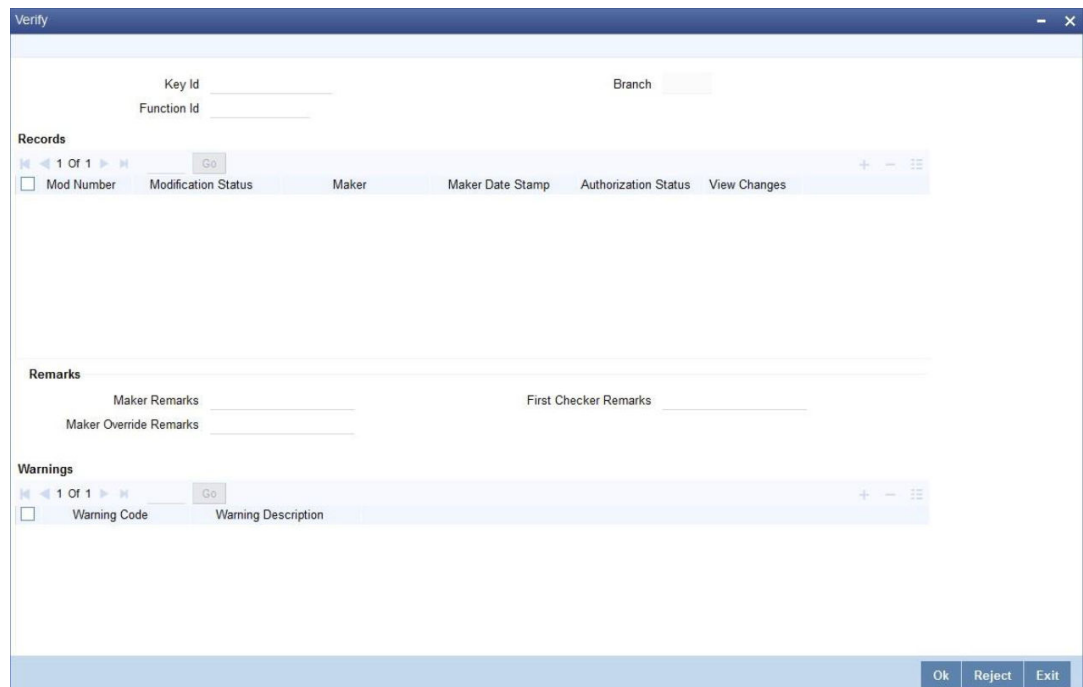 Verify
Key Id
Branch
Function Id
Records
1 Of 1 Go
Mod Number Modification Status Maker Maker Date Stamp Authorization Status View Changes
Remarks
Maker Remarks
First Checker Remarks
Maker Override Remarks
Warnings
1 Of 1 Go
Warning Code Warning Description
Ok Reject Exit